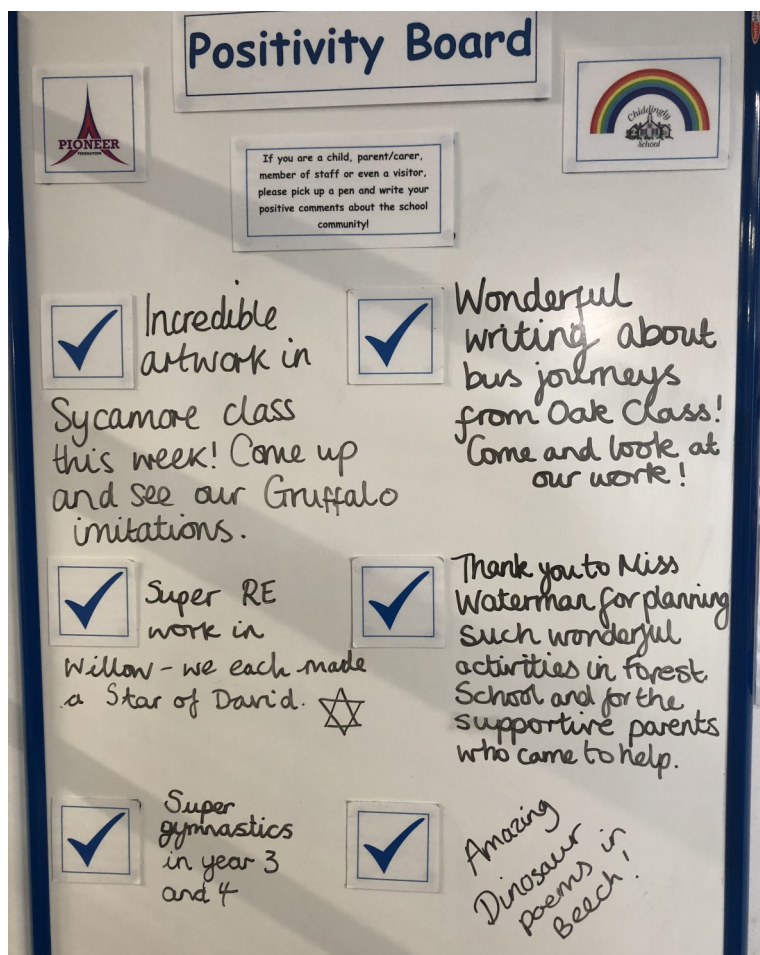 Positivity Board
PIONEER
FEDERATION
Chiddingly
School
If you are a child, parent/carer,
member of staff or even a visitor,
please pick up a pen and write your
positive comments about the school
community!
Incredible
artwork in
Sycamore class
this week! Come up
and see our Gruffalo
imitations.
Wonderful
writing about
bus journeys
from Oak Class!
Come and look at
our work!
Super RE
work in
Willow - we each made
a Star of David.
Thank you to Miss
Waterman for planning
such wonderful
activities in Forest
School and for the
supportive parents
who came to help.
Super
gymnastics
in year 3
and 4
Amazing
Dinosaur
poems in
Beech!